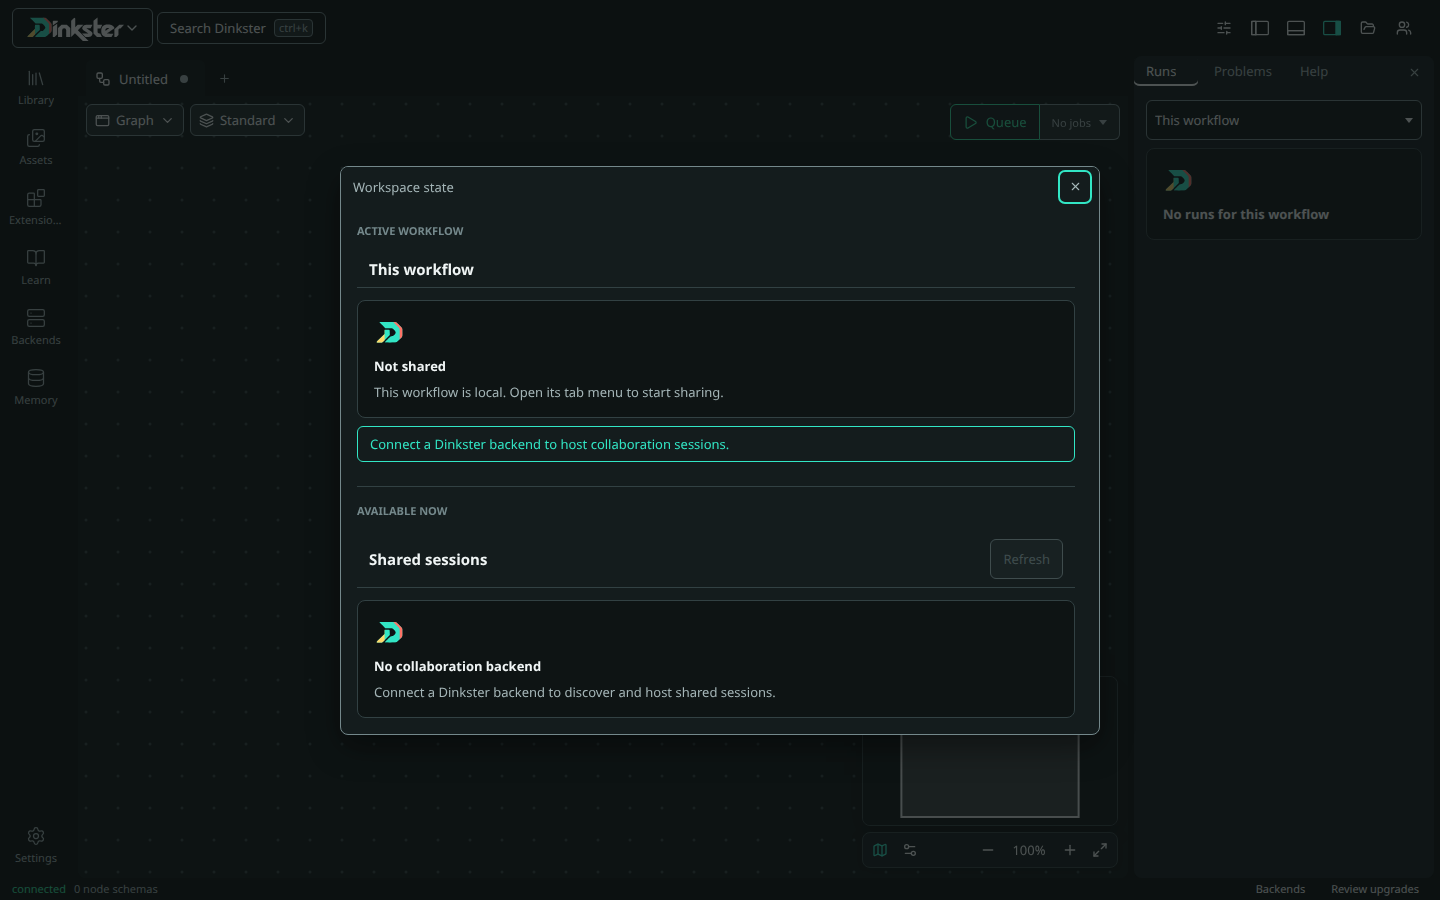 Dinkster
Search Dinkster ctrl+k
Library
Assets
Extensio...
Learn
Backends
Memory
Settings
Untitled
Graph
Standard
Queue
No jobs
Runs
Problems
Help
This workflow
No runs for this workflow
Workspace state
ACTIVE WORKFLOW
This workflow
Not shared
This workflow is local. Open its tab menu to start sharing.
Connect a Dinkster backend to host collaboration sessions.
AVAILABLE NOW
Shared sessions
Refresh
No collaboration backend
Connect a Dinkster backend to discover and host shared sessions.
100%
connected 0 node schemas
Backends
Review upgrades